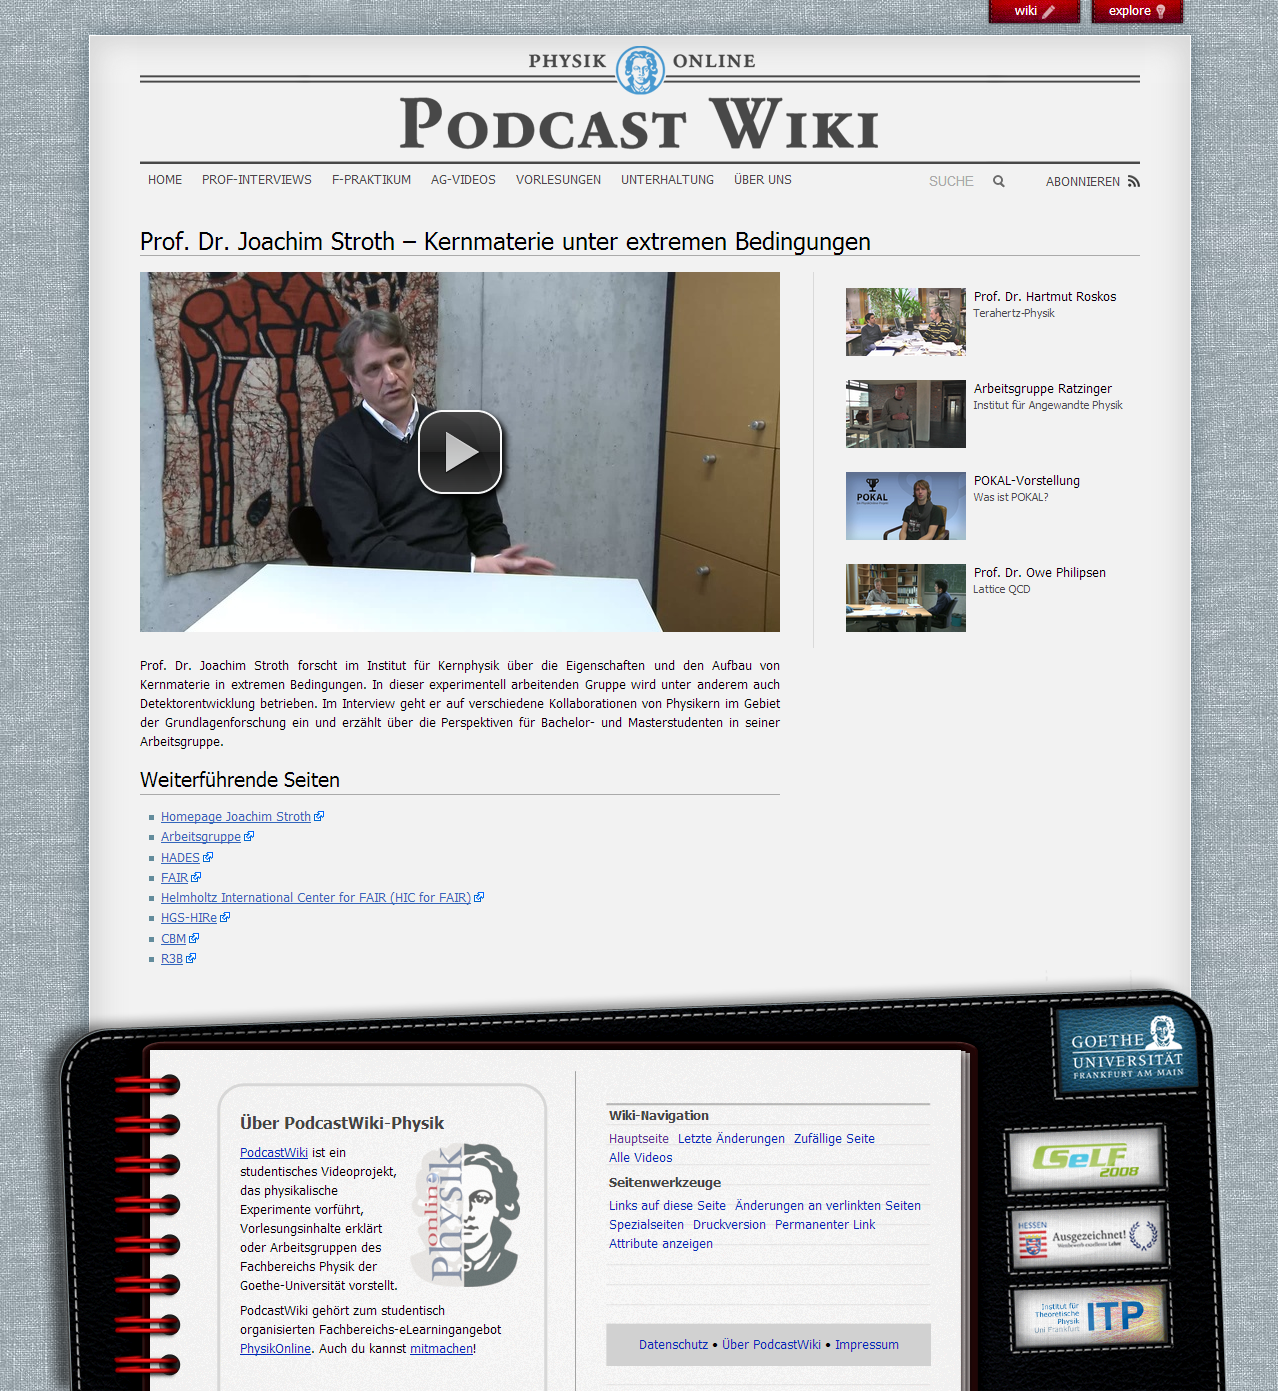 wiki
explore
PHYSIK ONLINE
PODCAST WIKI
HOME PROF-INTERVIEWS F-PRAKTIKUM AG-VIDEOS VORLESUNGEN UNTERHALTUNG ÜBER UNS SUCHE ABONNIEREN
Prof. Dr. Joachim Stroth – Kernmaterie unter extremen Bedingungen
Prof. Dr. Hartmut Roskos
Terahertz-Physik
Arbeitsgruppe Ratzinger
Institut für Angewandte Physik
POKAL
POKAL-Vorstellung
Was ist POKAL?
Prof. Dr. Owe Philipsen
Lattice QCD
Prof. Dr. Joachim Stroth forscht im Institut für Kernphysik über die Eigenschaften und den Aufbau von
Kernmaterie in extremen Bedingungen. In dieser experimentell arbeitenden Gruppe wird unter anderem auch
Detektorentwicklung betrieben. Im Interview geht er auf verschiedene Kollaborationen von Physikern im Gebiet
der Grundlagenforschung ein und erzählt über die Perspektiven für Bachelor- und Masterstudenten in seiner
Arbeitsgruppe.
Weiterführende Seiten
Homepage Joachim Stroth
Arbeitsgruppe
HADES
FAIR
Helmholtz International Center for FAIR (HIC for FAIR)
HGS-HIRe
CBM
R3B
Über PodcastWiki-Physik
PodcastWiki ist ein
studentisches Videoprojekt,
das physikalische
Experimente vorführt,
Vorlesungsinhalte erklärt
oder Arbeitsgruppen des
Fachbereichs Physik der
Goethe-Universität vorstellt.
online
Physik
PodcastWiki gehört zum studentisch
organisierten Fachbereichs-eLearningangebot
PhysikOnline. Auch du kannst mitmachen!
Wiki-Navigation
Hauptseite Letzte Änderungen Zufällige Seite
Alle Videos
Seitenwerkzeuge
Links auf diese Seite Änderungen an verlinkten Seiten
Spezialseiten Druckversion Permanenter Link
Attribute anzeigen
Datenschutz • Über PodcastWiki • Impressum
GOETHE
UNIVERSITÄT
FRANKFURT AM MAIN
SeLF
2008
HESSEN
Ausgezeichnet!
Wettbewerb exzellente Lehre
Institut für
Theoretische
Physik
Uni Frankfurt
ITP